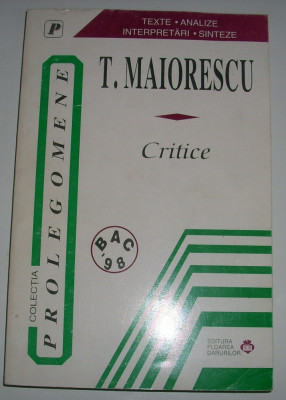 P
TEXTE • ANALIZE
INTERPRETĂRI • SINTEZE
T. MAIORESCU
Critice
COLECȚIA
PROLEGOMENE
BAC
-98
EDITURA
FLOAREA
DARURILOR